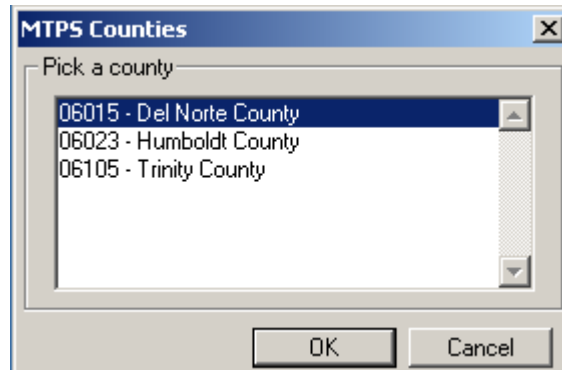 MTPS Counties
Pick a county
06015 - Del Norte County
06023 - Humboldt County
06105 - Trinity County
OK Cancel